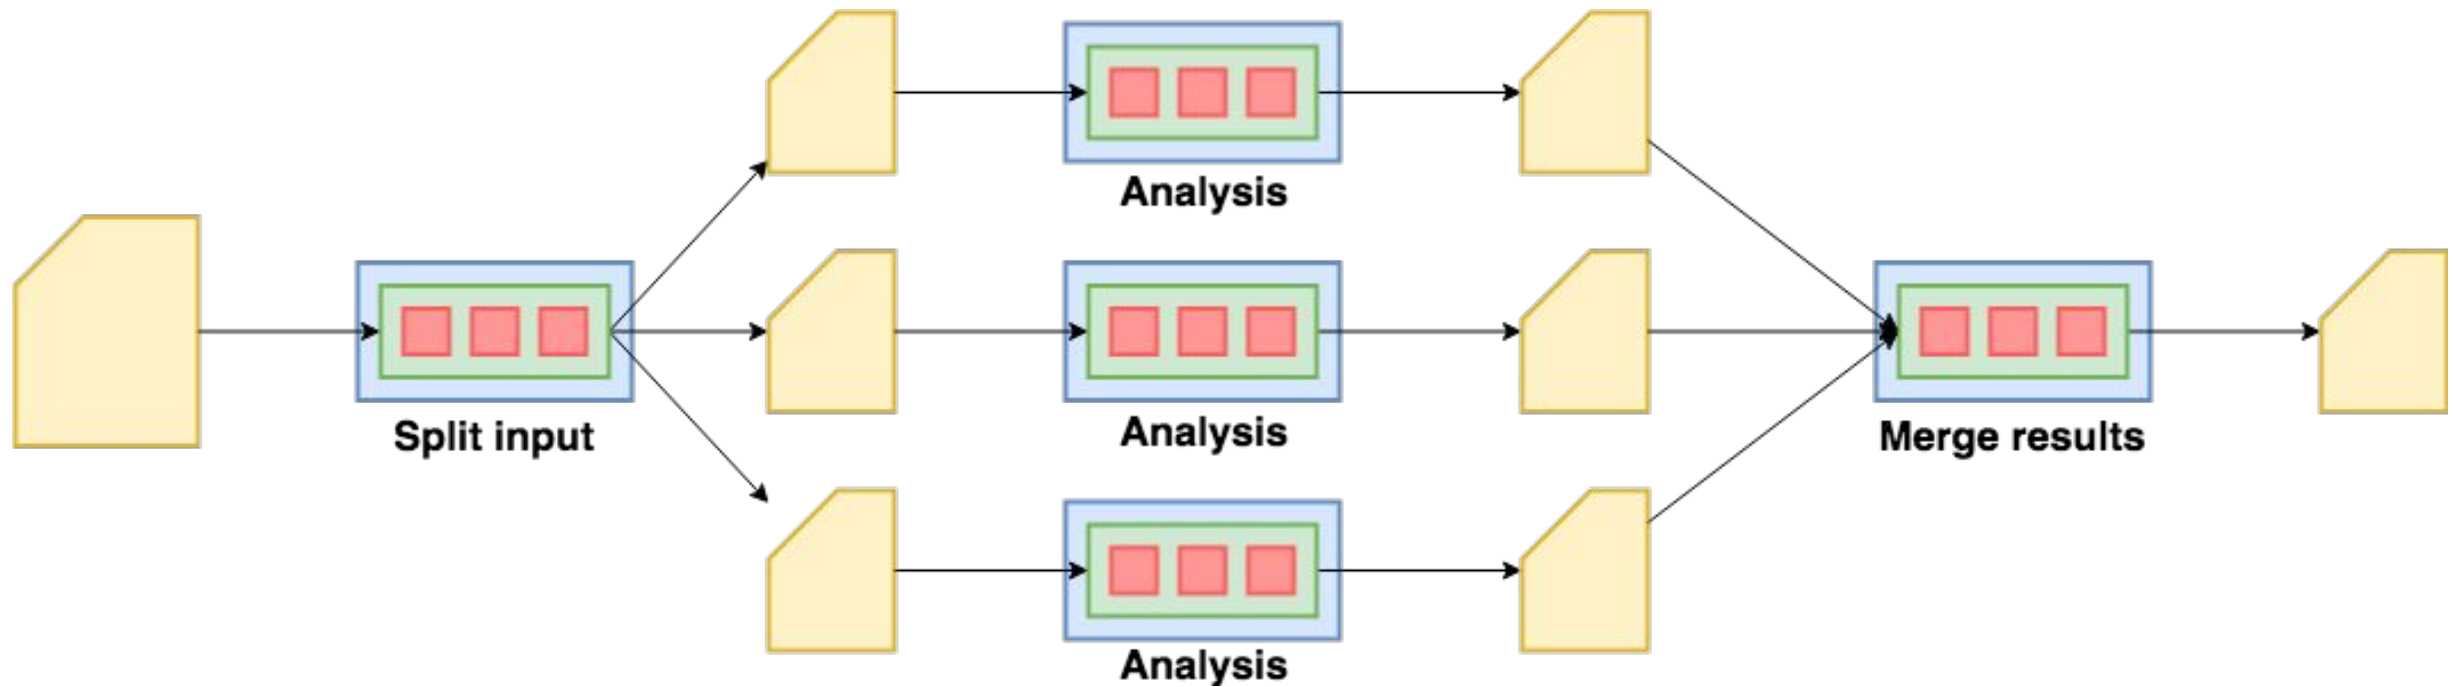 Analysis
Split input
Analysis
Merge results
Analysis